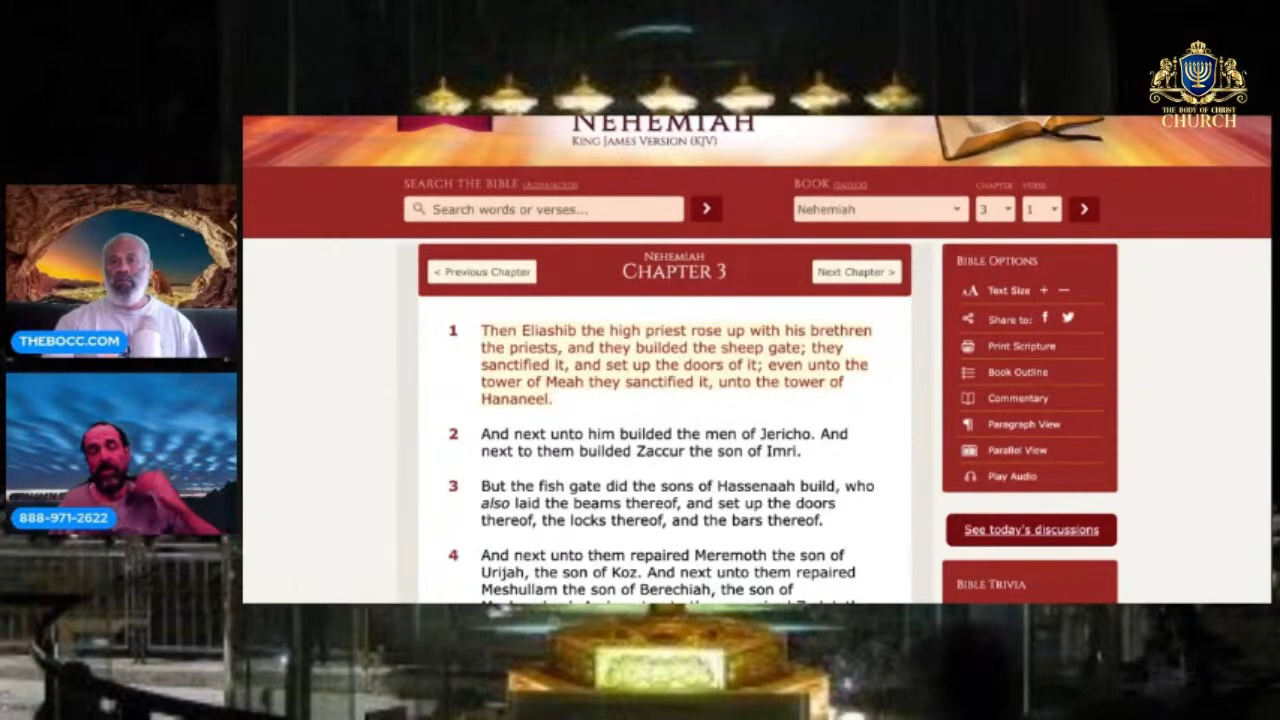 THE BODY OF CHRIST
CHURCH
NEHEMIAH
KING JAMES VERSION (KJV)
SEARCH THE BIBLE (ADVANCED)
Search words or verses...
BOOK (INDEX)
CHAPTER
VERSE
Nehemiah
3
1
< Previous Chapter
NEHEMIAH
CHAPTER 3
Next Chapter >
1 Then Eliashib the high priest rose up with his brethren
the priests, and they builded the sheep gate; they
sanctified it, and set up the doors of it; even unto the
tower of Meah they sanctified it, unto the tower of
Hananeel.
2 And next unto him builded the men of Jericho. And
next to them builded Zaccur the son of Imri.
3 But the fish gate did the sons of Hassenaah build, who
also laid the beams thereof, and set up the doors
thereof, the locks thereof, and the bars thereof.
4 And next unto them repaired Meremoth the son of
Urijah, the son of Koz. And next unto them repaired
Meshullam the son of Berechiah, the son of
BIBLE OPTIONS
AA Text Size + −
Share to:
Print Scripture
Book Outline
Commentary
Paragraph View
Parallel View
Play Audio
See today's discussions
BIBLE TRIVIA
THEBOCC.COM
888-971-2622